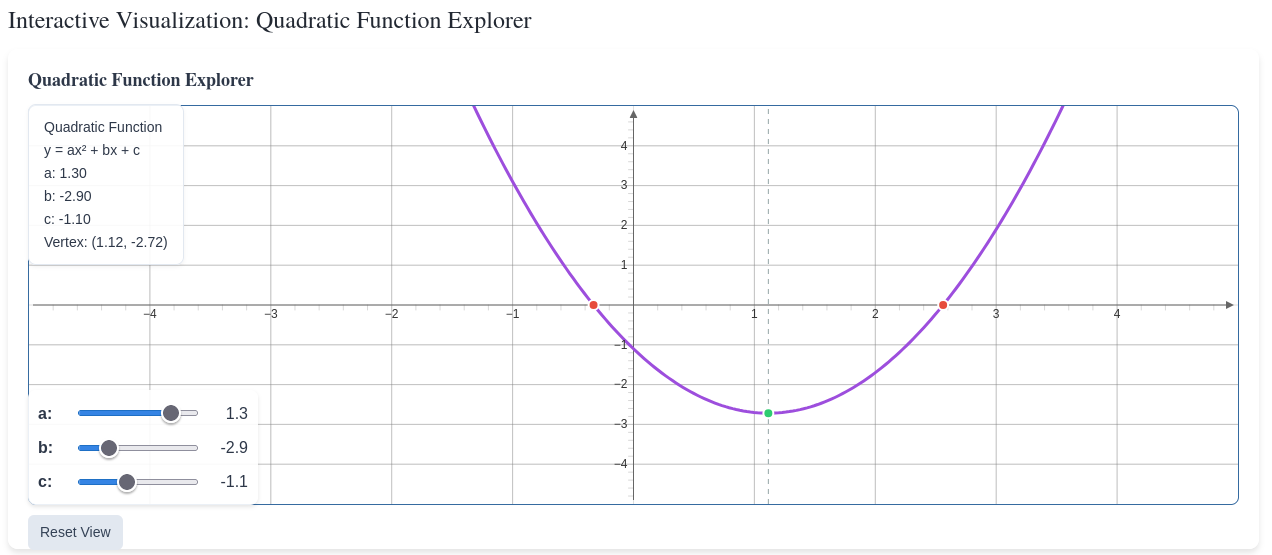 Interactive Visualization: Quadratic Function Explorer
Quadratic Function Explorer
Quadratic Function
y = ax² + bx + c
a: 1.30
b: -2.90
c: -1.10
Vertex: (1.12, -2.72)
4
3
2
1
−4
−3
−2
−1
1
2
3
4
−1
−2
−3
−4
a: 1.3
b: -2.9
c: -1.1
Reset View